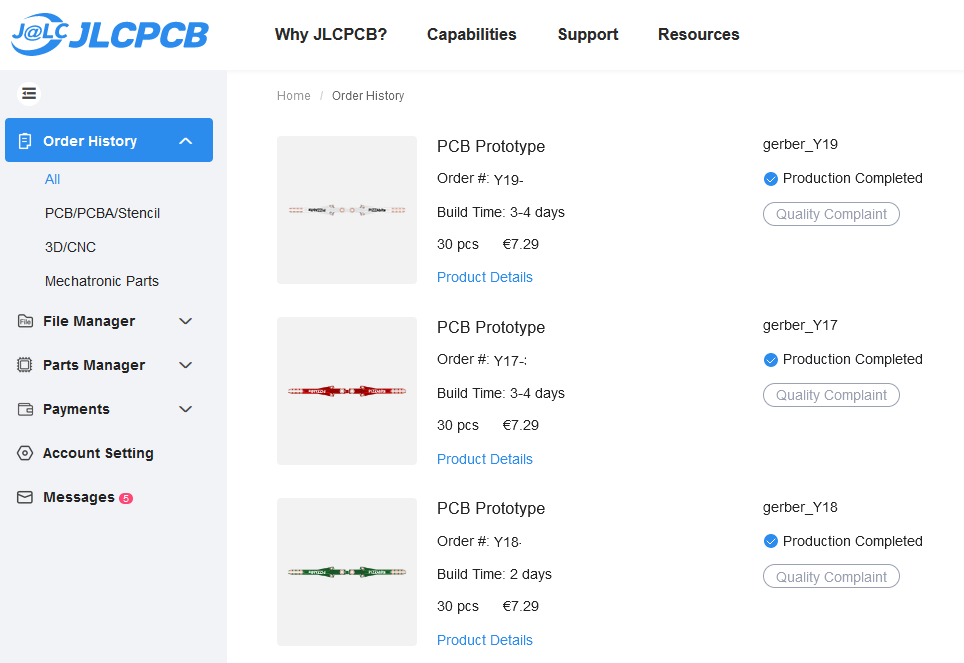 J@LC JLCPCB
Why JLCPCB? Capabilities Support Resources
Home / Order History
Order History
All
PCB/PCBA/Stencil
3D/CNC
Mechatronic Parts
File Manager
Parts Manager
Payments
Account Setting
Messages 5
PCB Prototype
Order #: Y19-
Build Time: 3-4 days
30 pcs €7.29
Product Details
gerber_Y19
Production Completed
Quality Complaint
PCB Prototype
Order #: Y17-
Build Time: 3-4 days
30 pcs €7.29
Product Details
gerber_Y17
Production Completed
Quality Complaint
PCB Prototype
Order #: Y18-
Build Time: 2 days
30 pcs €7.29
Product Details
gerber_Y18
Production Completed
Quality Complaint